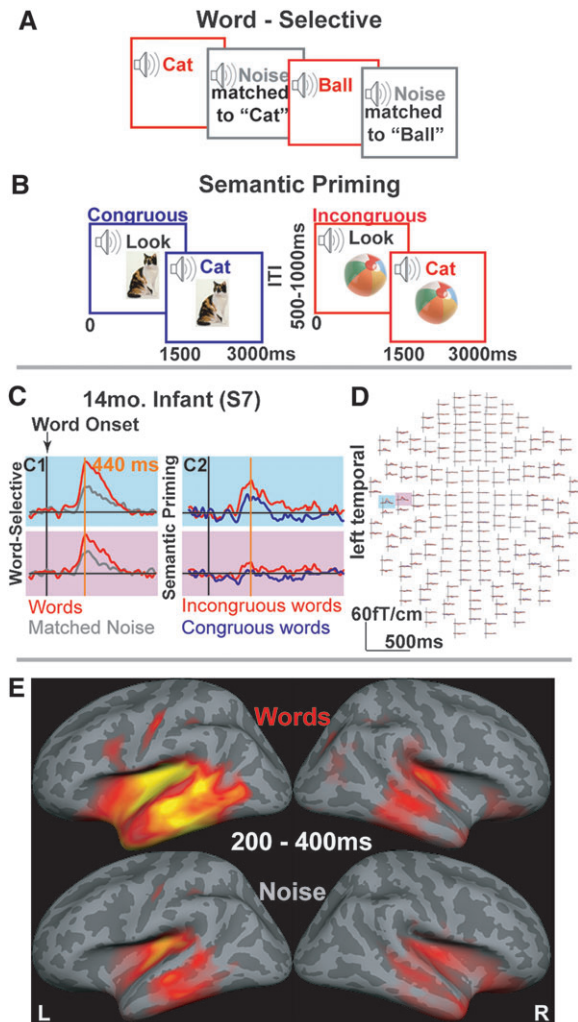 A
Word - Selective
Cat
Noise
matched
to “Cat”
Ball
Noise
matched
to “Ball”
B
Semantic Priming
Congruous
Look
Cat
0
1500
3000ms
ITI
500-1000ms
Incongruous
Look
Cat
0
1500
3000ms
C
14mo. Infant (S7)
Word Onset
C1
440 ms
Word-Selective
Words
Matched Noise
C2
Semantic Priming
Incongruous words
Congruous words
D
left temporal
60fT/cm
500ms
E
Words
200 - 400ms
Noise
L
R